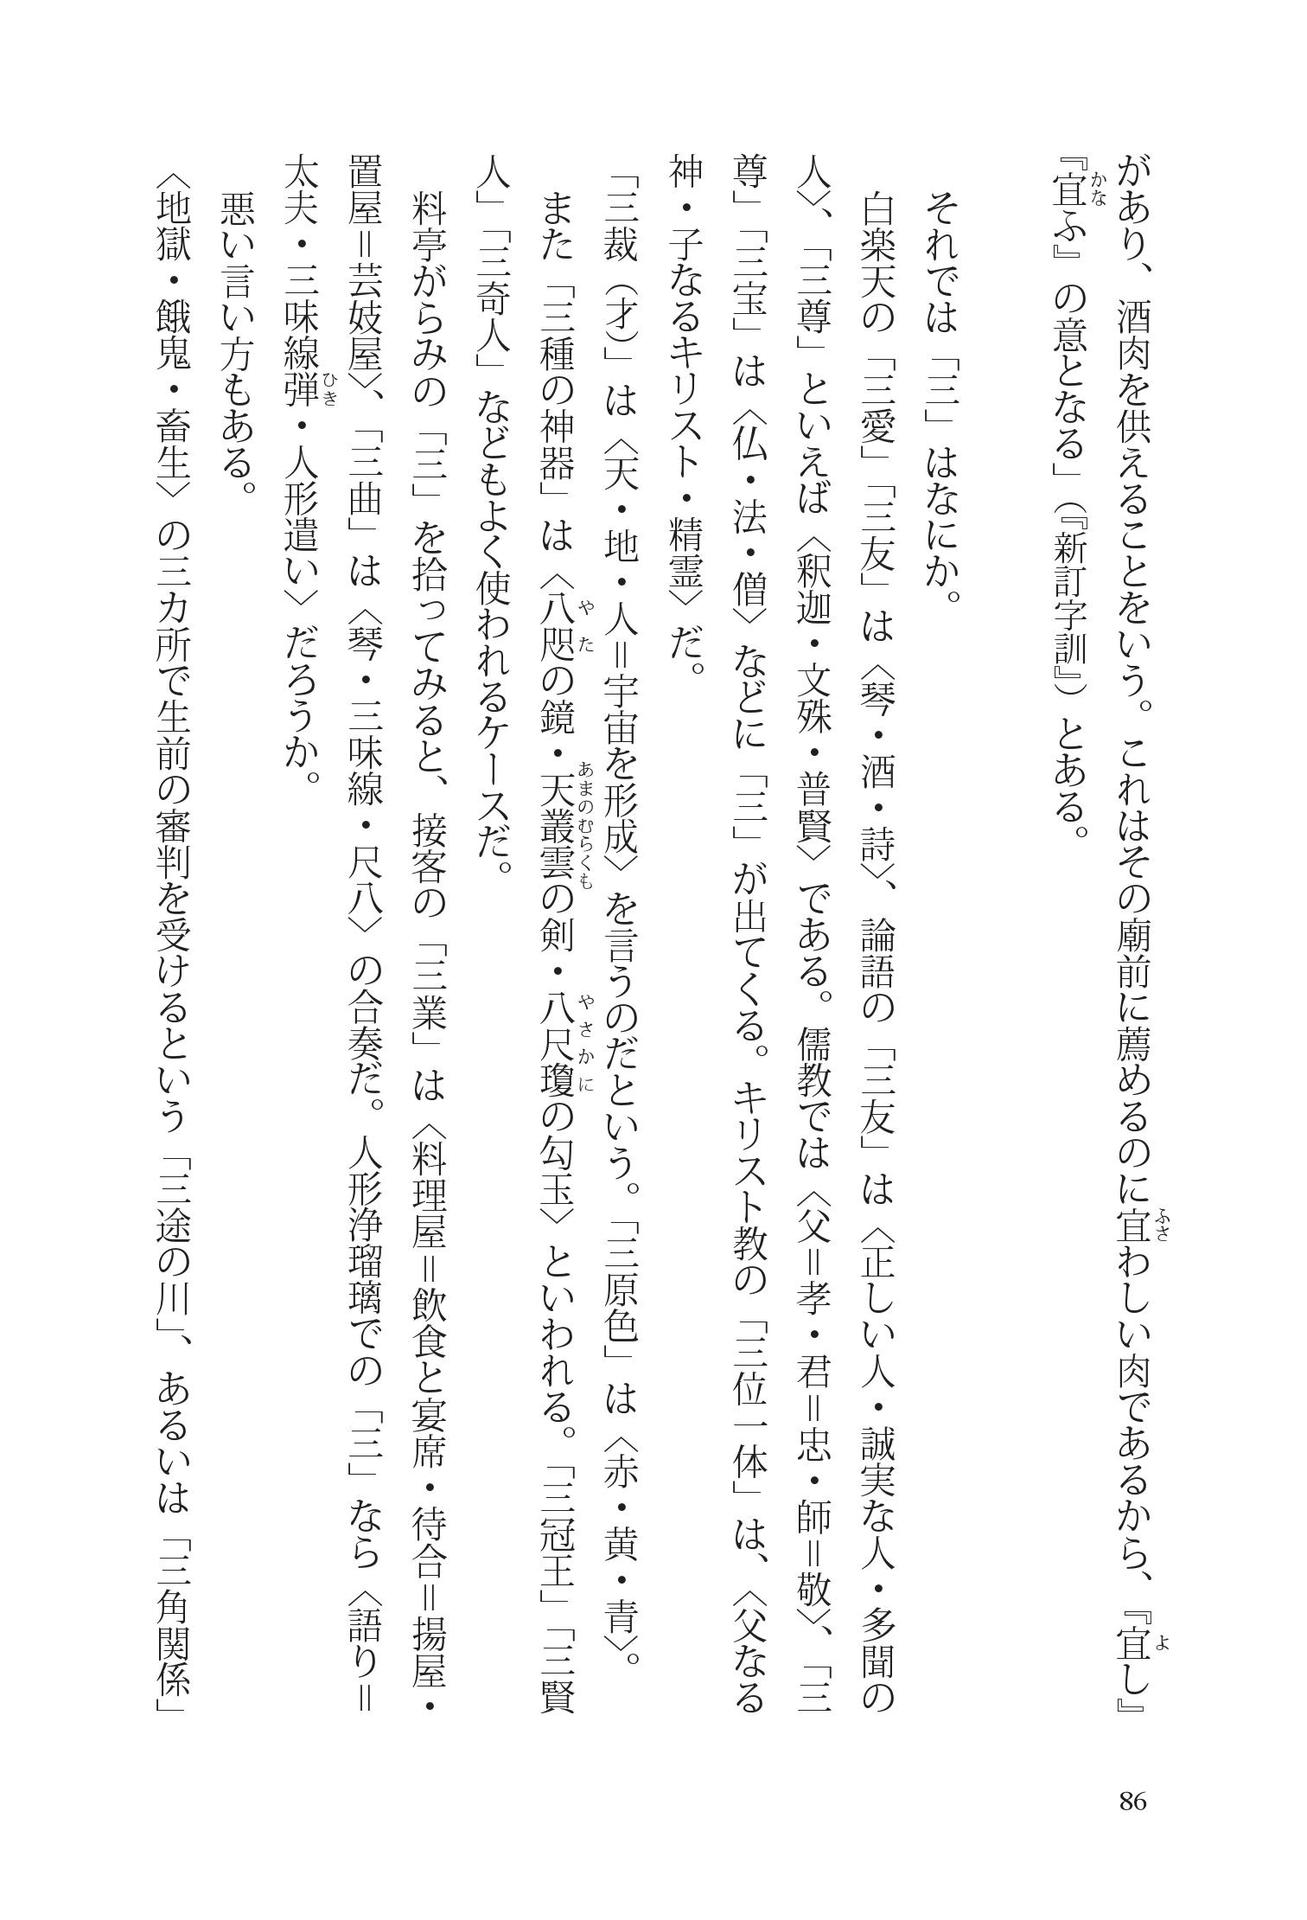 があり、酒肉を供えることをいう。これはその廟前に薦めるのに宜わしい肉であるから、『宜し』
『宜ふ』の意となる」（『新訂字訓』）とある。
それでは「三」はなにか。
白楽天の「三愛」「三友」は〈琴・酒・詩〉、論語の「三友」は〈正しい人・誠実な人・多聞の
人〉、「三尊」といえば〈釈迦・文殊・普賢〉である。儒教では〈父＝孝・君＝忠・師＝敬〉、「三
尊」「三宝」は〈仏・法・僧〉などに「三」が出てくる。キリスト教の「三位一体」は、〈父なる
神・子なるキリスト・精霊〉だ。
「三裁（才）」は〈天・地・人＝宇宙を形成〉を言うのだという。「三原色」は〈赤・黄・青〉。
また「三種の神器」は〈八咫の鏡・天叢雲の剣・八尺瓊の勾玉〉といわれる。「三冠王」「三賢
人」「三奇人」などもよく使われるケースだ。
料亭がらみの「三」を拾ってみると、接客の「三業」は〈料理屋＝飲食と宴席・待合＝揚屋・
置屋＝芸妓屋〉、「三曲」は〈琴・三味線・尺八〉の合奏だ。人形浄瑠璃での「三」なら〈語り＝
太夫・三味線弾・人形遣い〉だろうか。
悪い言い方もある。
〈地獄・餓鬼・畜生〉の三カ所で生前の審判を受けるという「三途の川」、あるいは「三角関係」
86